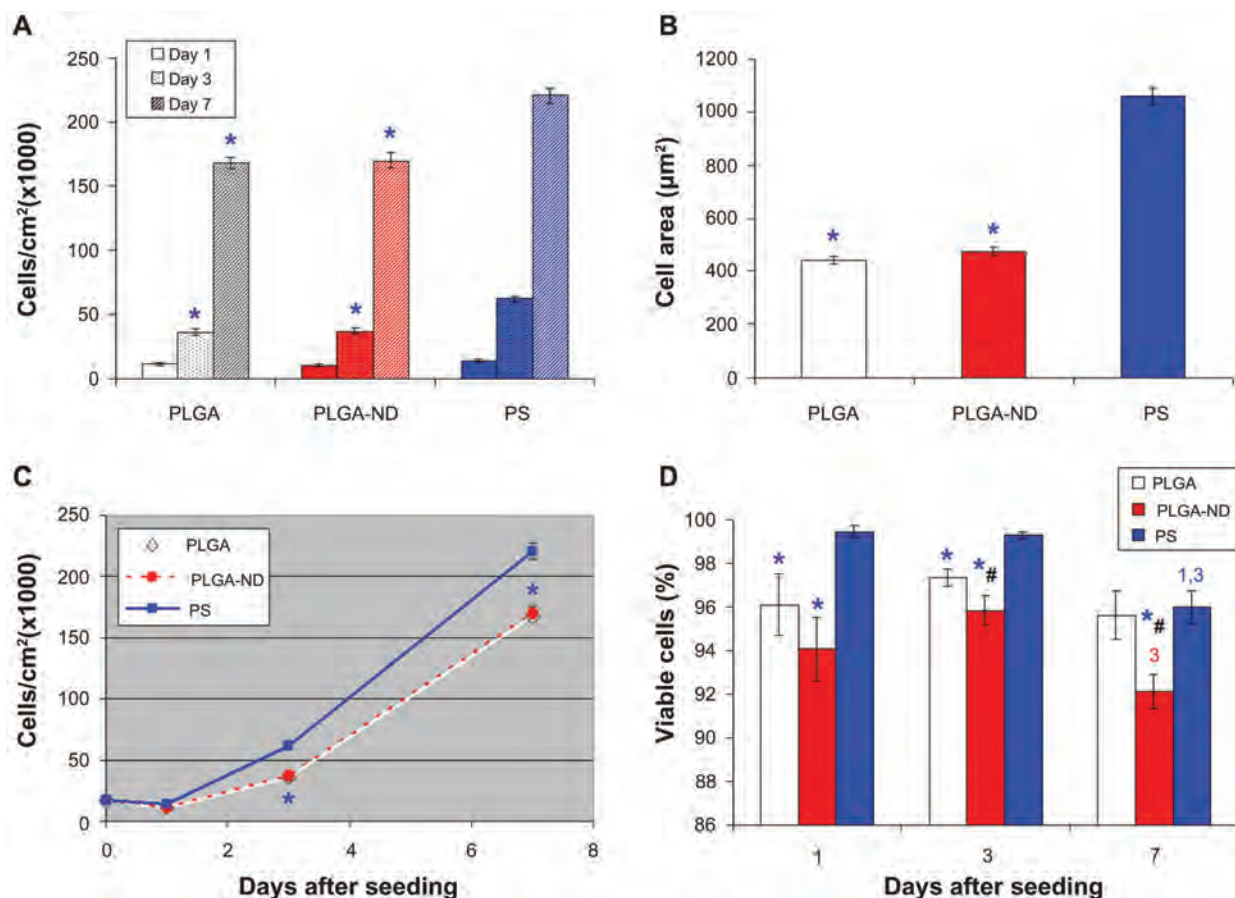 A
Day 1
Day 3
Day 7
Cells/cm²(x1000)
250
200
150
100
50
0
*
*
*
*
PLGA
PLGA-ND
PS
B
Cell area (µm²)
1200
1000
800
600
400
200
0
*
*
PLGA
PLGA-ND
PS
C
PLGA
PLGA-ND
PS
Cells/cm²(x1000)
250
200
150
100
50
0
*
*
0
2
4
6
8
Days after seeding
D
PLGA
PLGA-ND
PS
Viable cells (%)
100
98
96
94
92
90
88
86
*
*
*
*
#
*
#
3
1,3
1
3
7
Days after seeding